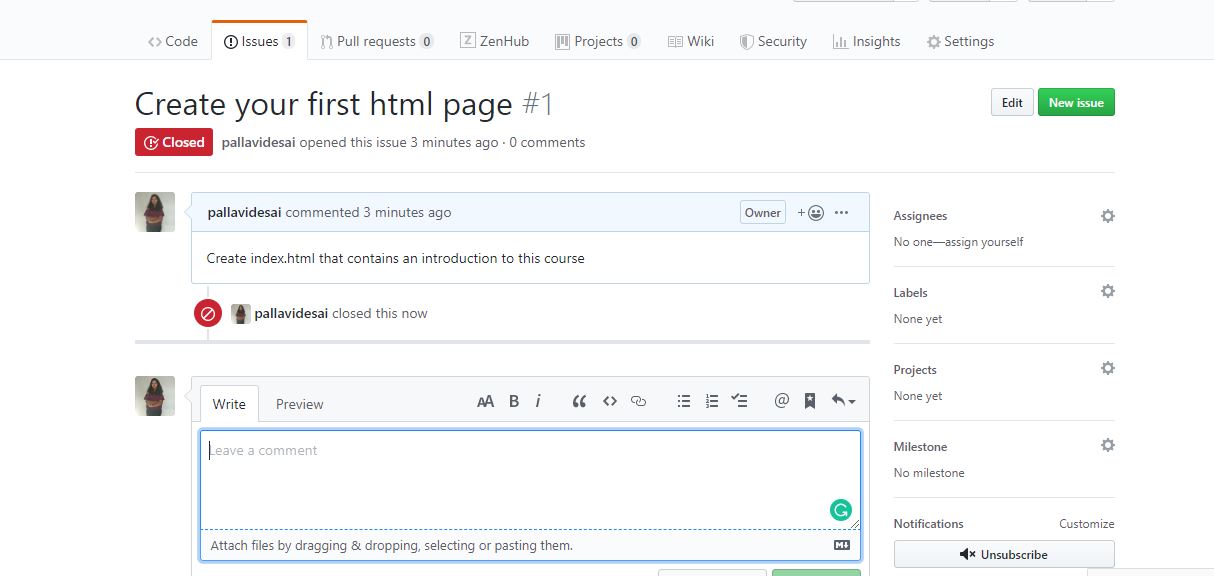 Code Issues 1 Pull requests 0 Z ZenHub Projects 0 Wiki Security Insights Settings
Create your first html page #1 Edit New issue
Closed pallavidesai opened this issue 3 minutes ago · 0 comments
pallavidesai commented 3 minutes ago Owner +
Create index.html that contains an introduction to this course
pallavidesai closed this now
Write Preview AA B i “ <> @
Leave a comment
G
Attach files by dragging & dropping, selecting or pasting them. M
Assignees
No one—assign yourself
Labels
None yet
Projects
None yet
Milestone
No milestone
Notifications Customize
Unsubscribe